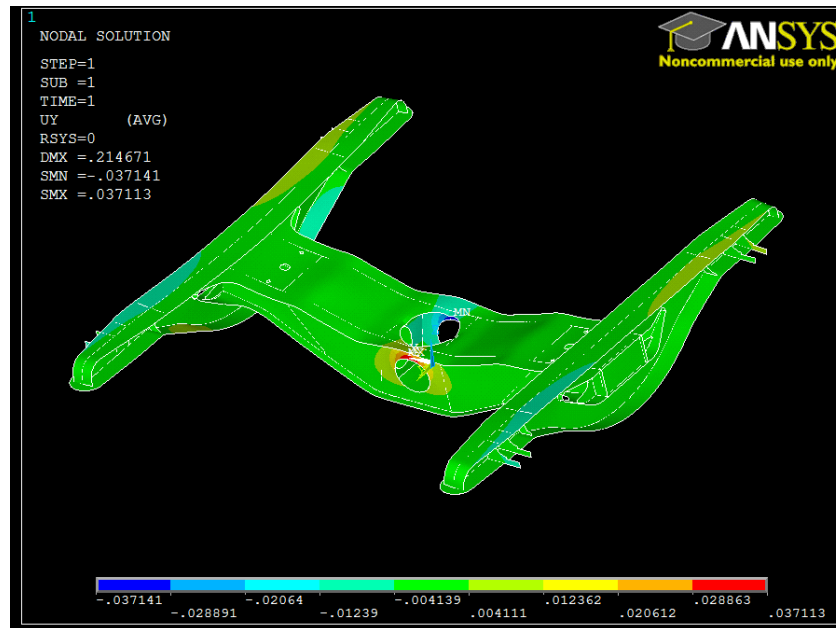 1
NODAL SOLUTION
STEP=1
SUB =1
TIME=1
UY (AVG)
RSYS=0
DMX =.214671
SMN =-.037141
SMX =.037113
ANSYS
Noncommercial use only
MN
-.037141 -.02064 -.004139 .012362 .028863
-.028891 -.01239 .004111 .020612 .037113